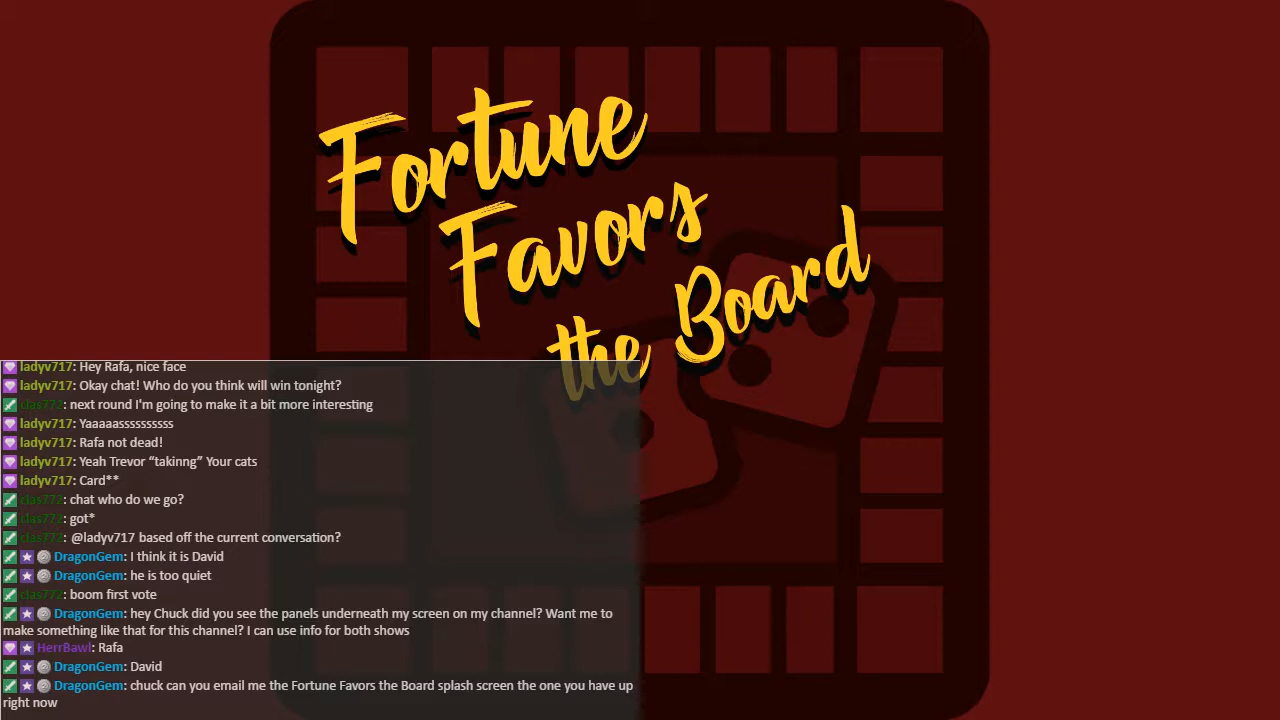 Fortune
Favors
the Board
ladyv717: Hey Rafa, nice face
ladyv717: Okay chat! Who do you think will win tonight?
clas772: next round I'm going to make it a bit more interesting
ladyv717: Yaaaaasssssssssss
ladyv717: Rafa not dead!
ladyv717: Yeah Trevor “takinng” Your cats
ladyv717: Card**
clas772: chat who do we go?
clas772: got*
clas772: @ladyv717 based off the current conversation?
DragonGem: I think it is David
DragonGem: he is too quiet
clas772: boom first vote
DragonGem: hey Chuck did you see the panels underneath my screen on my channel? Want me to
make something like that for this channel? I can use info for both shows
HerrBawl: Rafa
DragonGem: David
DragonGem: chuck can you email me the Fortune Favors the Board splash screen the one you have up
right now